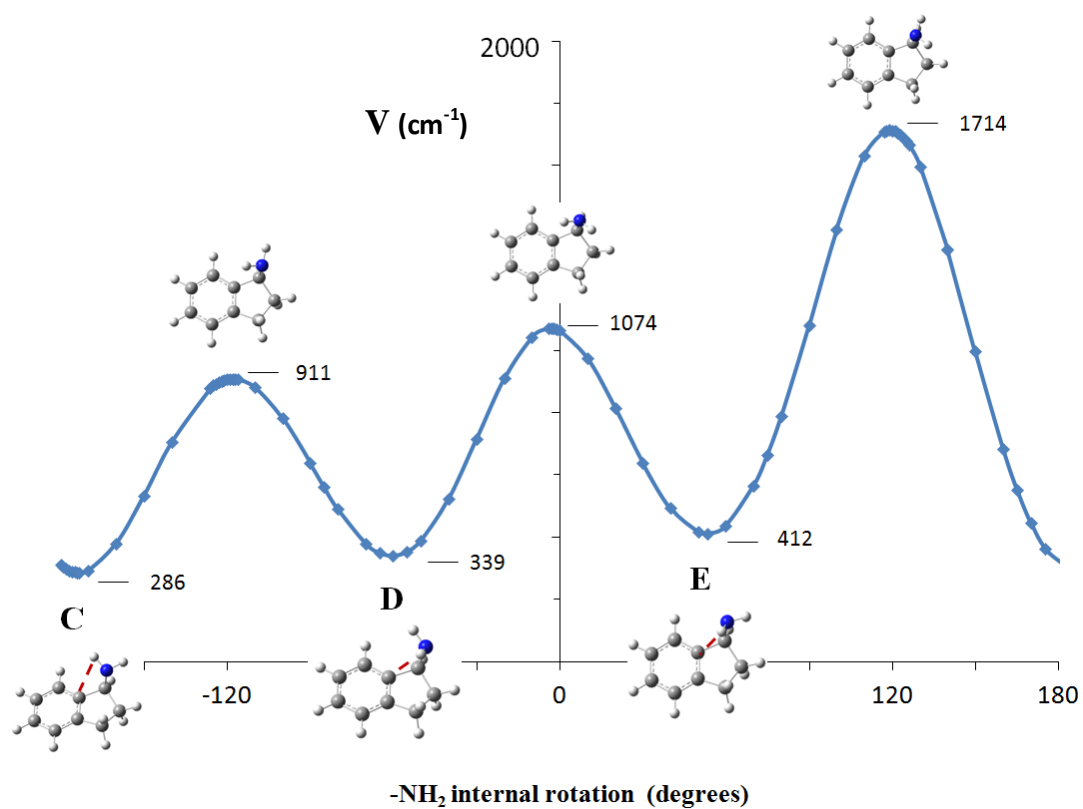 2000
V (cm-1)
1714
1074
911
412
339
286
C
D
E
-120
0
120
180
-NH2 internal rotation (degrees)